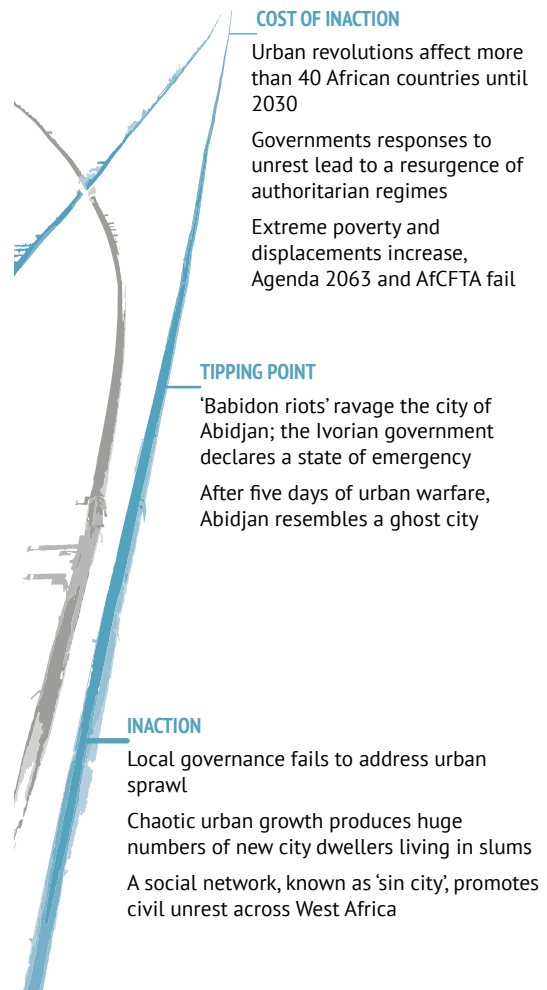 COST OF INACTION
Urban revolutions affect more
than 40 African countries until
2030
Governments responses to
unrest lead to a resurgence of
authoritarian regimes
Extreme poverty and
displacements increase,
Agenda 2063 and AfCFTA fail
TIPPING POINT
‘Babidon riots’ ravage the city of
Abidjan; the Ivorian government
declares a state of emergency
After five days of urban warfare,
Abidjan resembles a ghost city
INACTION
Local governance fails to address urban
sprawl
Chaotic urban growth produces huge
numbers of new city dwellers living in slums
A social network, known as ‘sin city’, promotes
civil unrest across West Africa